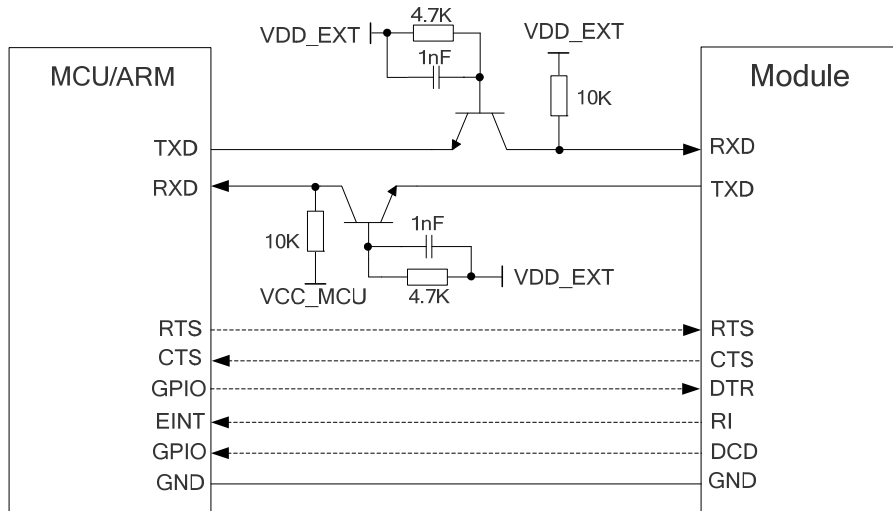 4.7K
VDD_EXT
1nF
VDD_EXT
MCU/ARM
Module
10K
TXD
RXD
RXD
TXD
1nF
10K
VDD_EXT
VCC_MCU
4.7K
RTS
RTS
CTS
CTS
GPIO
DTR
EINT
RI
GPIO
DCD
GND
GND